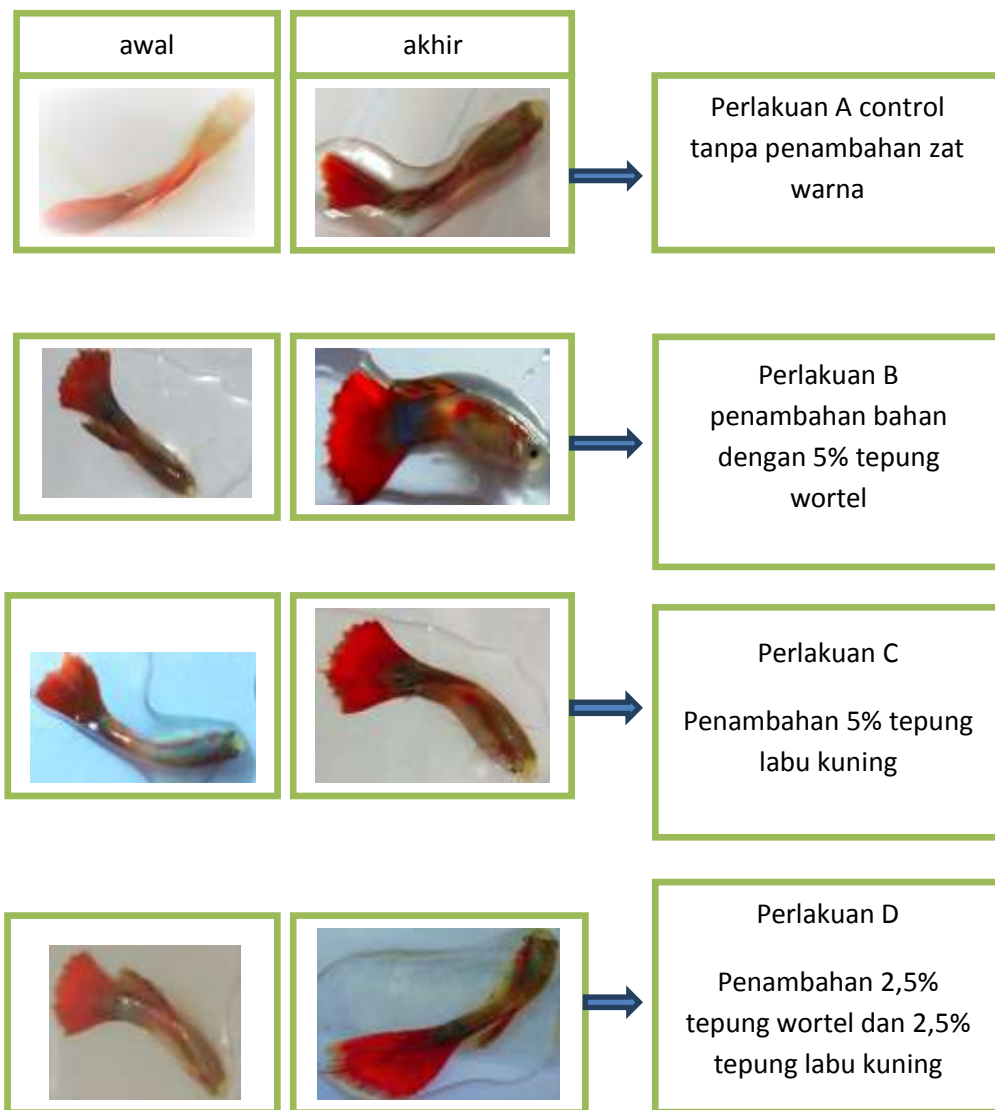 awal
akhir
Perlakuan A control
tanpa penambahan zat
warna
Perlakuan B
penambahan bahan
dengan 5% tepung
wortel
Perlakuan C
Penambahan 5% tepung
labu kuning
Perlakuan D
Penambahan 2,5%
tepung wortel dan 2,5%
tepung labu kuning